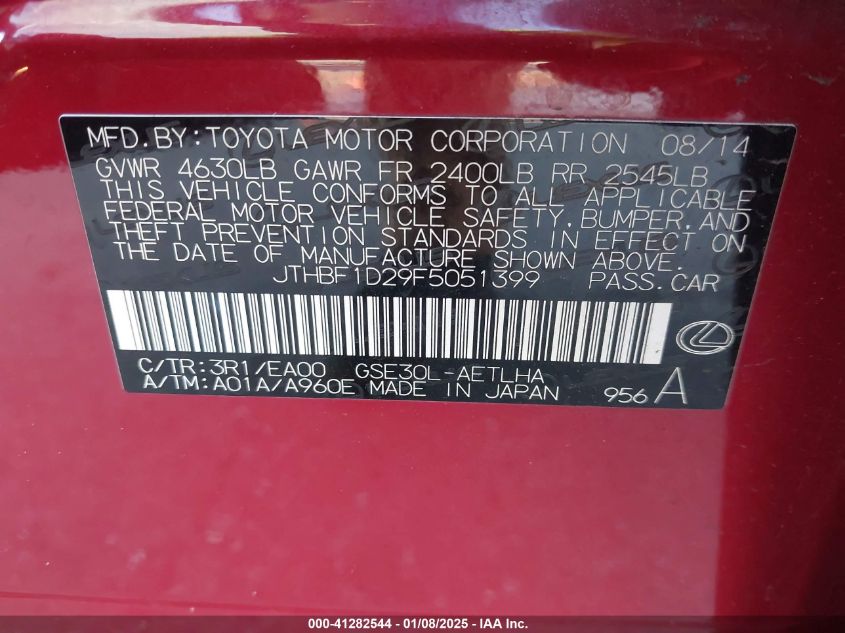 MFD. BY: TOYOTA MOTOR CORPORATION 08/14
GVWR 4630LB GAWR FR 2400LB RR 2545LB
THIS VEHICLE CONFORMS TO ALL APPLICABLE
FEDERAL MOTOR VEHICLE SAFETY, BUMPER, AND
THEFT PREVENTION STANDARDS IN EFFECT ON
THE DATE OF MANUFACTURE SHOWN ABOVE.
JTHBF1D29F5051399 PASS. CAR
C/TR: 3R1/EA00 GSE30L-AETLHA
A/TM: A01A/A960E MADE IN JAPAN 956 A
000-41282544 - 01/08/2025 - IAA Inc.